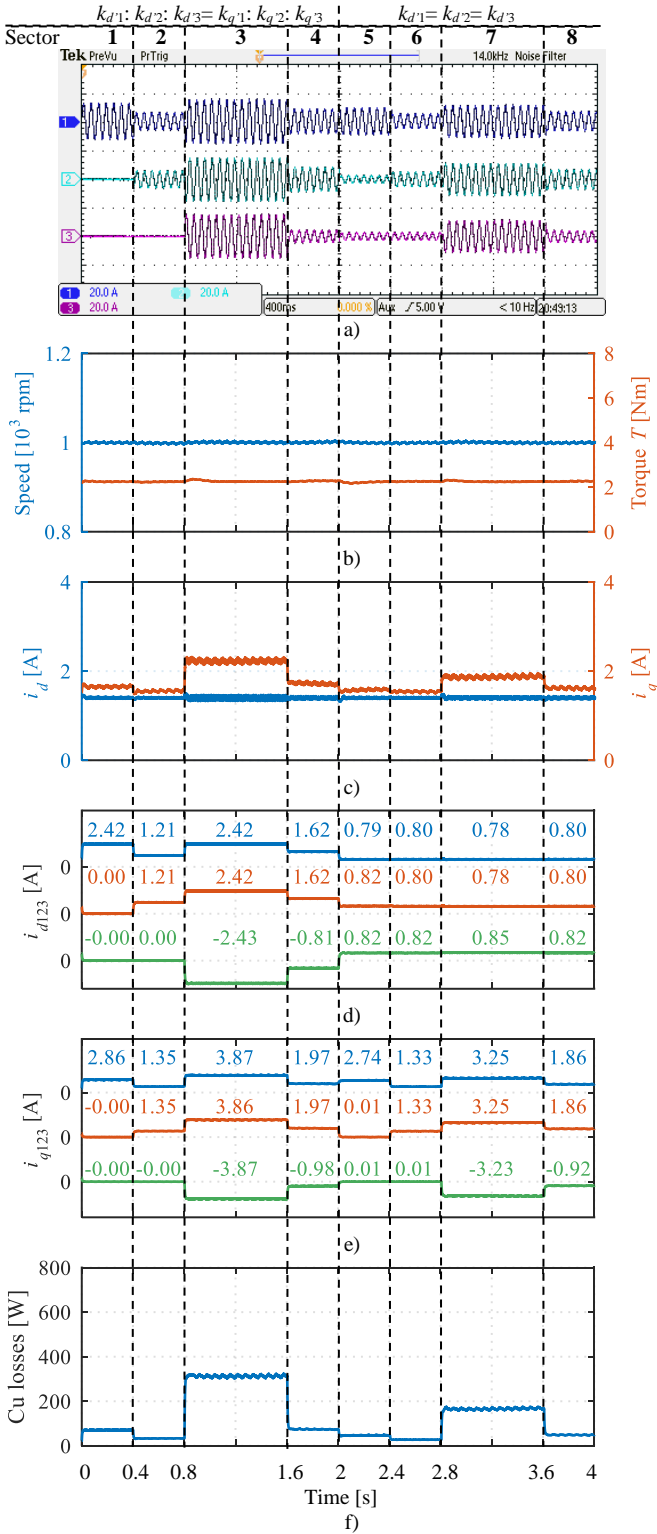 k_d'1: k_d'2: k_d'3= k_q'1: k_q'2: k_q'3 k_d'1= k_d'2= k_d'3
Sector 1 2 3 4 5 6 7 8
Tek PreVu PrTrig 14.0kHz Noise Filter
1
2
3
1 20.0 A 2 20.0 A
3 20.0 A 400ms 0.000 % Aux 5.00 V < 10 Hz 20:49:13
a)
1.2 8
6
1 4
2
0.8 0
Speed [10³ rpm]
Torque T [Nm]
b)
4 4
2 2
0 0
i_d [A]
i_q [A]
c)
2.42 1.21 2.42 1.62 0.79 0.80 0.78 0.80
0
0.00 1.21 2.42 1.62 0.82 0.80 0.78 0.80
0
-0.00 0.00 -2.43 -0.81 0.82 0.82 0.85 0.82
0
i_d123 [A]
d)
2.86 1.35 3.87 1.97 2.74 1.33 3.25 1.86
0
-0.00 1.35 3.86 1.97 0.01 1.33 3.25 1.86
0
-0.00 -0.00 -3.87 -0.98 0.01 0.01 -3.23 -0.92
0
i_q123 [A]
e)
800
600
400
200
0
Cu losses [W]
0 0.4 0.8 1.6 2 2.4 2.8 3.6 4
Time [s]
f)